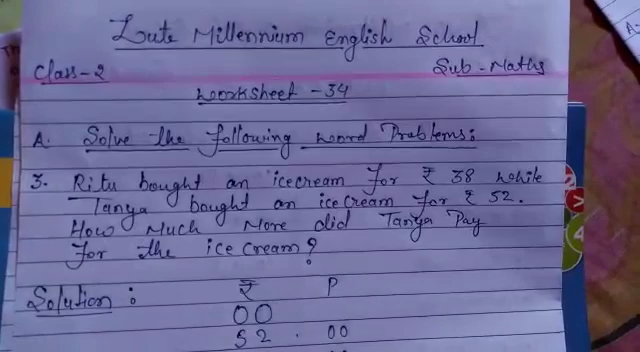 Lute Millennium English School
Class-2 Sub-Maths
Worksheet-34
A. Solve the following word Problems:
3. Ritu bought an icecream for ₹ 38 while
Tanya bought an icecream for ₹ 52.
How Much More did Tanya Pay
for the ice cream?
Solution: ₹ P
00
52.00